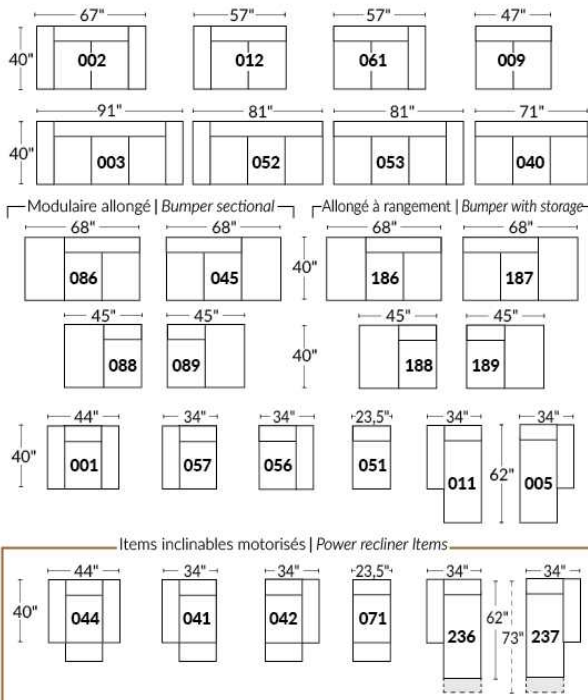 67" 57" 57" 47"
40" 002 012 061 009
91" 81" 81" 71"
40" 003 052 053 040
Modulaire allongé | Bumper sectional Allongé à rangement | Bumper with storage
68" 68" 68" 68"
086 045 40" 186 187
45" 45" 45" 45"
088 089 40" 188 189
44" 34" 34" 23,5" 34" 34"
40" 001 057 056 051 011 62" 005
Items inclinables motorisés | Power recliner Items
44" 34" 34" 23,5" 34" 34"
40" 044 041 042 071 236 62" 73" 237